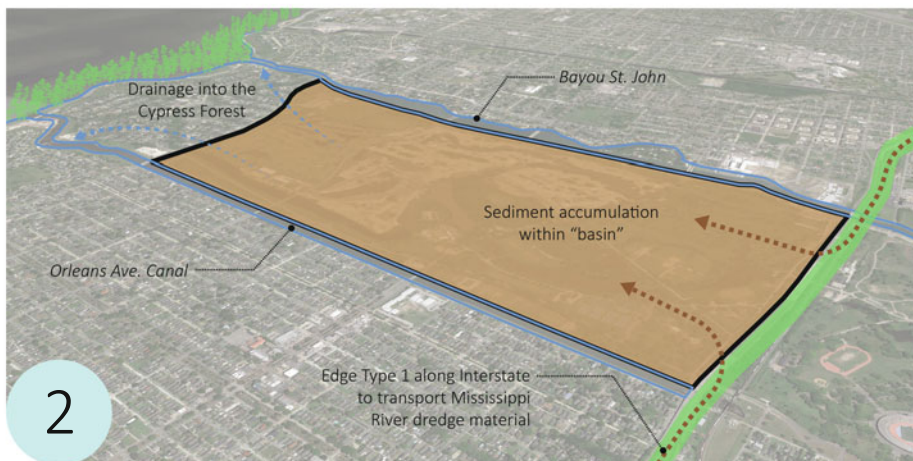 Drainage into the
Cypress Forest
Bayou St. John
Sediment accumulation
within “basin”
Orleans Ave. Canal
Edge Type 1 along Interstate
to transport Mississippi
River dredge material
2